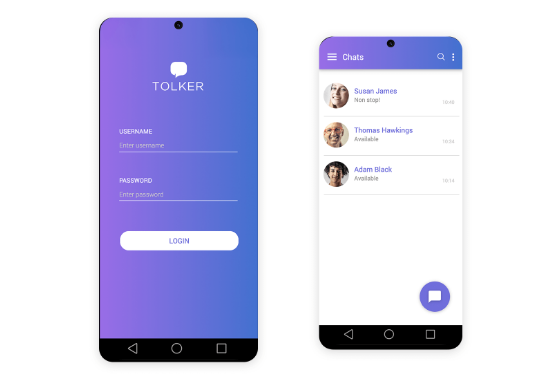 TOLKER
USERNAME
Enter username
PASSWORD
Enter password
LOGIN
Chats
Susan James
Non stop!
Thomas Hawkings
Available
Adam Black
Available